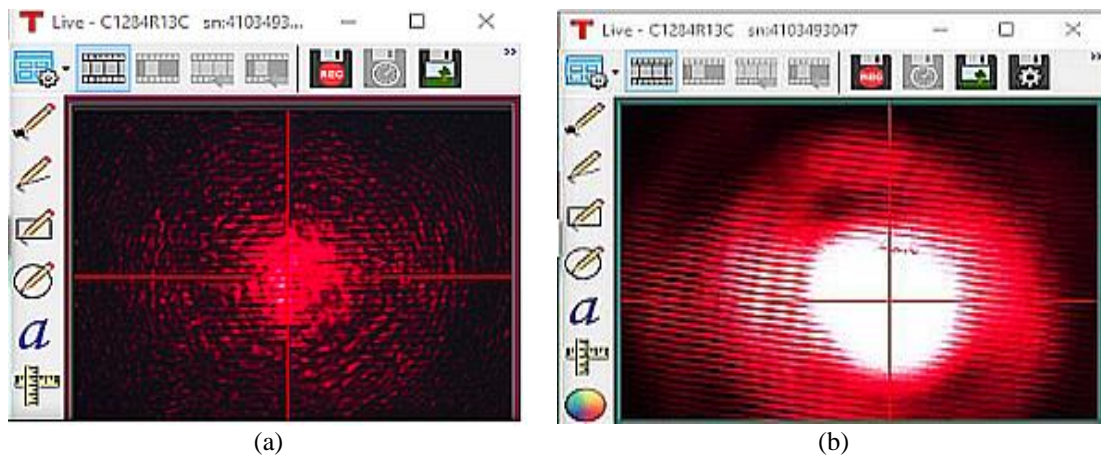 Live - C1284R13C sn:4103493...
REC
a
(a)
Live - C1284R13C sn:4103493047
REC
a
(b)